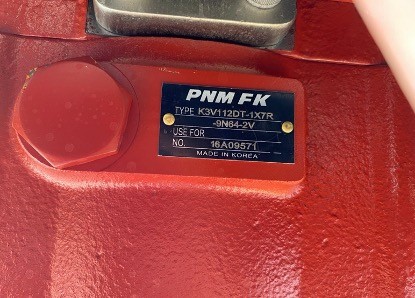 PNM FK
TYPE K3V112DT-1X7R
-9N64-2V
USE FOR
NO. 16A09571
MADE IN KOREA